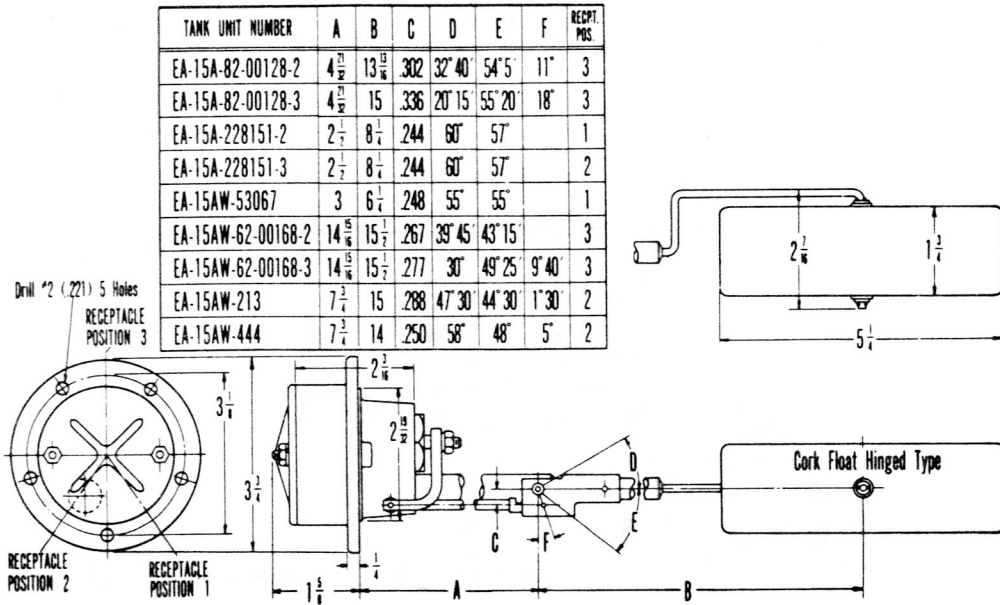 TANK UNIT NUMBER A B C D E F RECPT. POS.
EA-15A-82-00128-2 4 21/32 13 13/16 .302 32°40′ 54°5′ 11° 3
EA-15A-82-00128-3 4 21/32 15 .336 20°15′ 55°20′ 18° 3
EA-15A-228151-2 2 1/2 8 1/4 .244 60° 57° 1
EA-15A-228151-3 2 1/2 8 1/4 .244 60° 57° 2
EA-15AW-53067 3 6 1/4 .248 55° 55° 1
EA-15AW-62-00168-2 14 15/16 15 1/2 .267 39°45′ 43°15′ 3
EA-15AW-62-00168-3 14 15/16 15 1/2 .277 30° 49°25′ 9°40′ 3
EA-15AW-213 7 3/4 15 .288 47°30′ 44°30′ 1°30′ 2
EA-15AW-444 7 3/4 14 .250 58° 48° 5° 2
2 7/16
1 3/4
5 1/4
Drill #2 (.221) 5 Holes
RECEPTACLE
POSITION 3
3 1/8
3 3/4
2 3/16
2 19/32
D
E
C
F
Cork Float Hinged Type
RECEPTACLE
POSITION 2
RECEPTACLE
POSITION 1
1/4
1 5/8
A
B